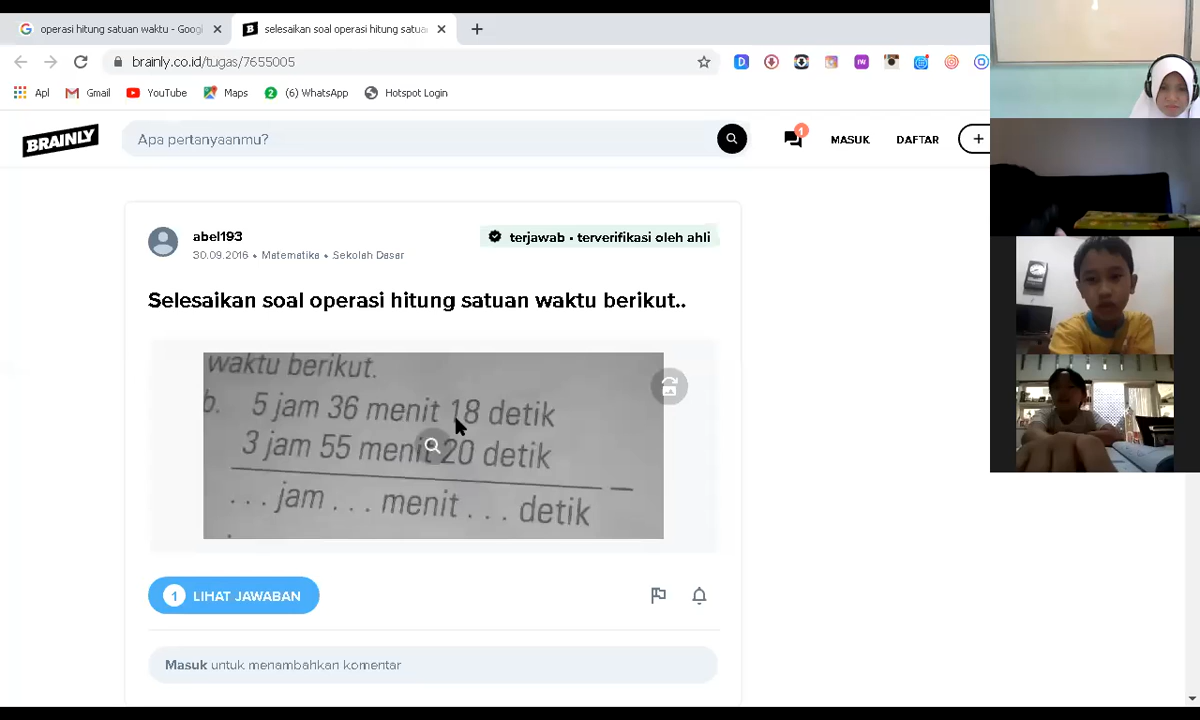 operasi hitung satuan waktu - Googl
selesaikan soal operasi hitung satua
brainly.co.id/tugas/7655005
Apl
Gmail
YouTube
Maps
(6) WhatsApp
Hotspot Login
BRAINLY
Apa pertanyaanmu?
1
MASUK
DAFTAR
abel193
terjawab • terverifikasi oleh ahli
30.09.2016 • Matematika • Sekolah Dasar
Selesaikan soal operasi hitung satuan waktu berikut..
waktu berikut.
b. 5 jam 36 menit 18 detik
3 jam 55 menit 20 detik
–
. . . jam . . . menit . . . detik
1 LIHAT JAWABAN
Masuk untuk menambahkan komentar